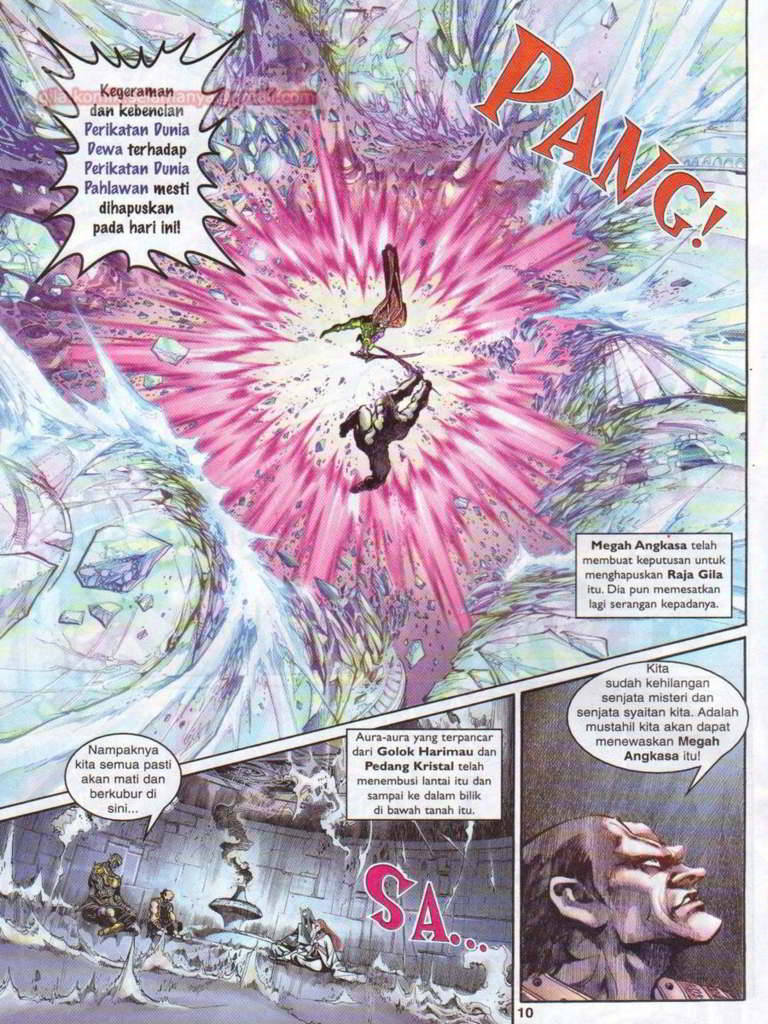 Kegeraman
dan kebencian
Perikatan Dunia
Dewa terhadap
Perikatan Dunia
Pahlawan mesti
dihapuskan
pada hari ini!
PANG!
Megah Angkasa telah
membuat keputusan untuk
menghapuskan Raja Gila
itu. Dia pun memesatkan
lagi serangan kepadanya.
Nampaknya
kita semua pasti
akan mati dan
berkubur di
sini...
Aura-aura yang terpancar
dari Golok Harimau dan
Pedang Kristal telah
menembusi lantai itu dan
sampai ke dalam bilik
di bawah tanah itu.
SA...
Kita
sudah kehilangan
senjata misteri dan
senjata syaitan kita. Adalah
mustahil kita akan dapat
menewaskan Megah
Angkasa itu!
10